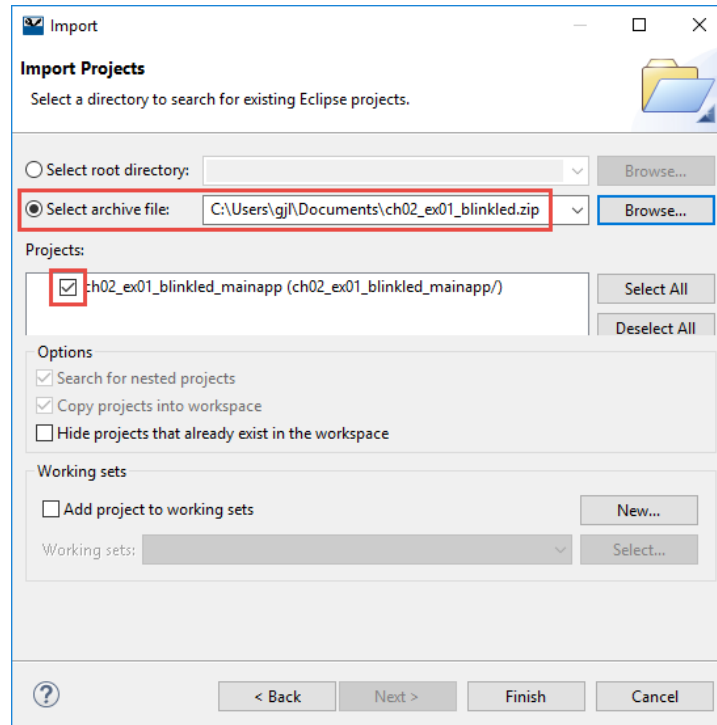 Import
Import Projects
Select a directory to search for existing Eclipse projects.
Select root directory: Browse...
Select archive file: C:\Users\gjl\Documents\ch02_ex01_blinkled.zip Browse...
Projects:
ch02_ex01_blinkled_mainapp (ch02_ex01_blinkled_mainapp/) Select All
Deselect All
Options
Search for nested projects
Copy projects into workspace
Hide projects that already exist in the workspace
Working sets
Add project to working sets New...
Working sets: Select...
? < Back Next > Finish Cancel